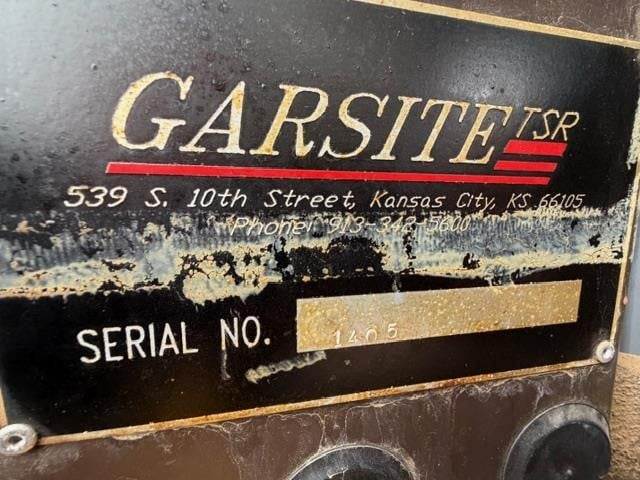 GARSITE TSR
539 S. 10th Street, Kansas City, KS 66105
Phone: 913-342-5600
SERIAL NO. 1405